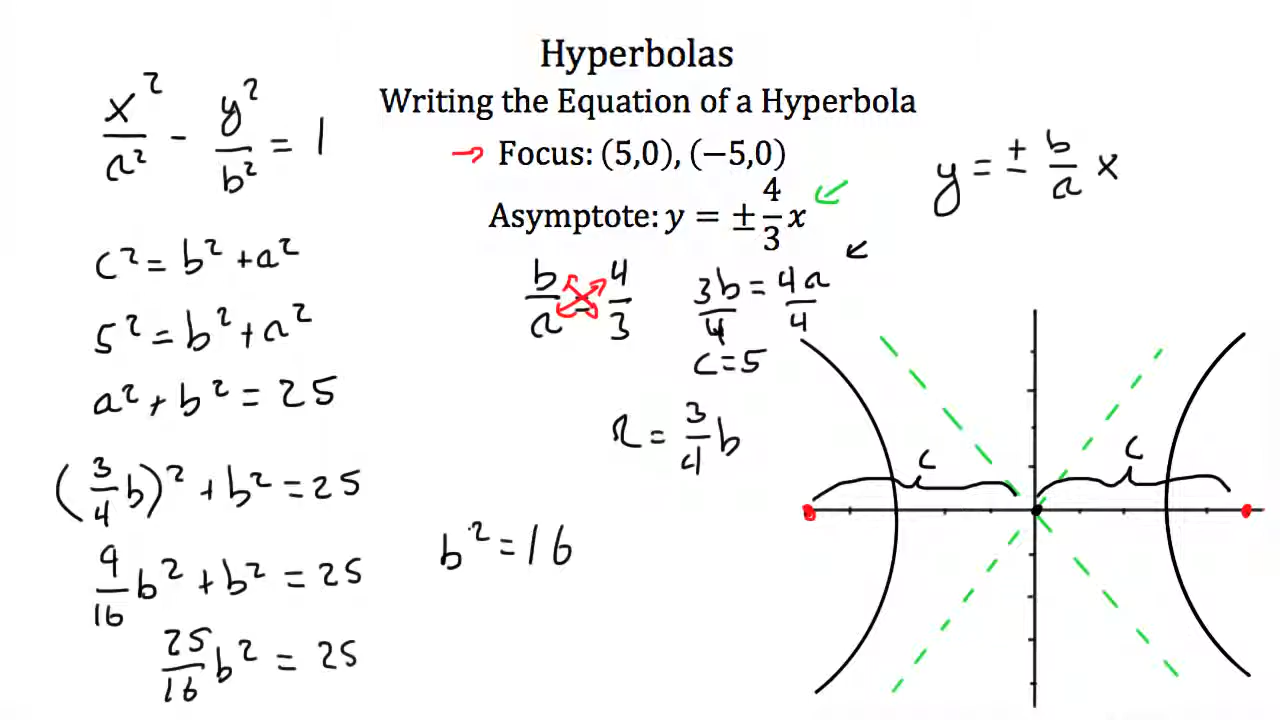 Hyperbolas
Writing the Equation of a Hyperbola
→ Focus: (5,0), (−5,0)
Asymptote: y = ± 4/3 x ↙
x²/a² - y²/b² = 1
y = ± b/a x
c² = b² + a²
5² = b² + a²
a² + b² = 25
(3/4 b)² + b² = 25
9/16 b² + b² = 25
25/16 b² = 25
b/a = 4/3
3b/4 = 4a/4 ↙
c = 5
a = 3/4 b
b² = 16
c
c